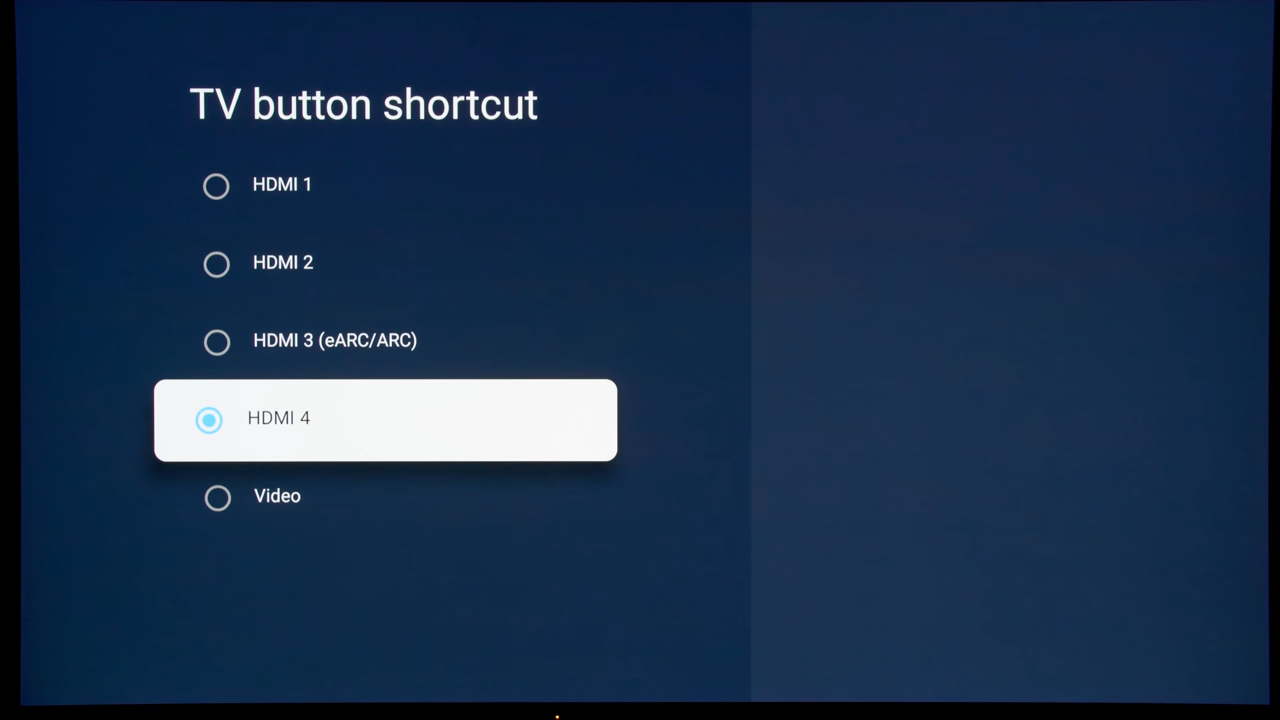 TV button shortcut
HDMI 1
HDMI 2
HDMI 3 (eARC/ARC)
HDMI 4
Video